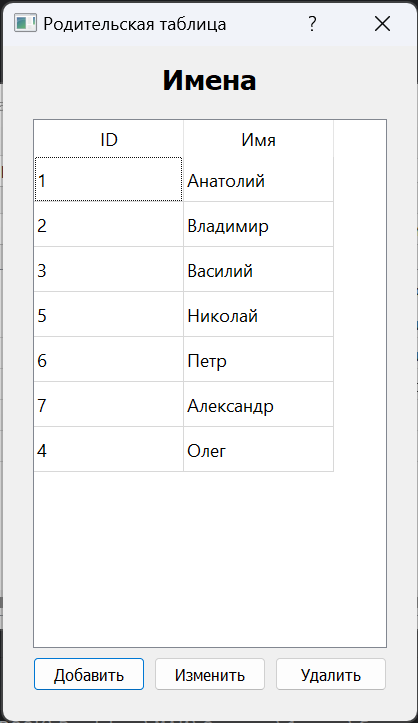 Родительская таблица ?
Имена
ID Имя
1 Анатолий
2 Владимир
3 Василий
5 Николай
6 Петр
7 Александр
4 Олег
Добавить Изменить Удалить